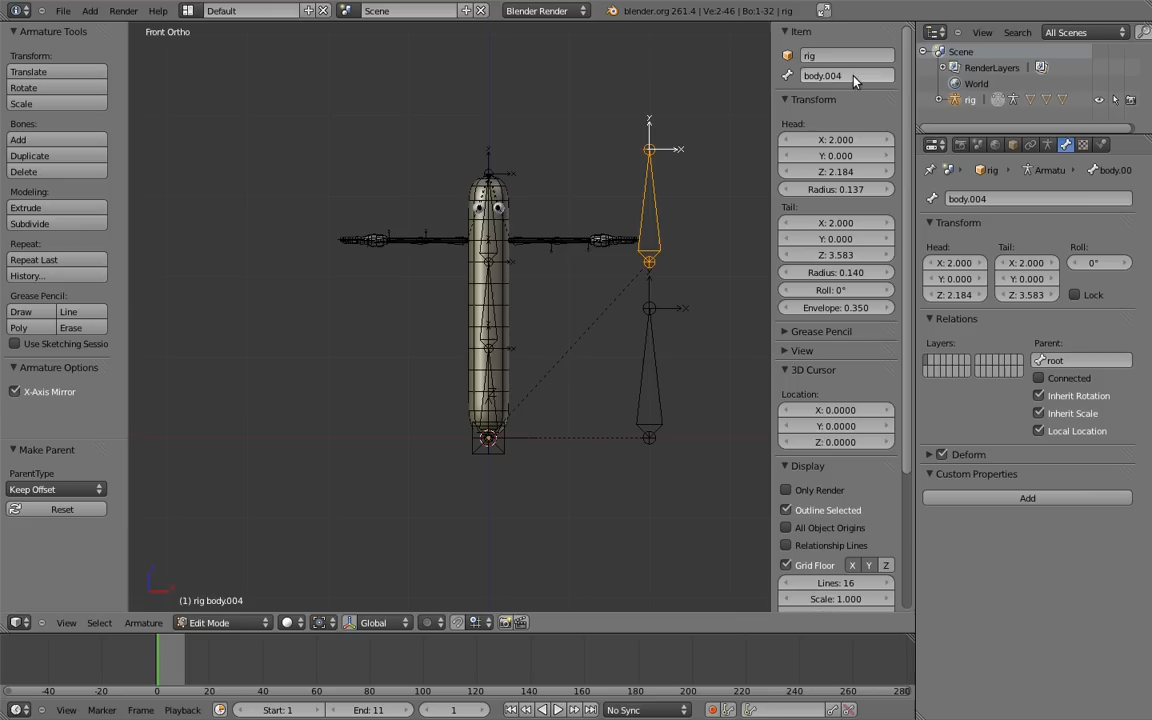 File Add Render Help Default Scene Blender Render blender.org 261.4 | Ve:2-46 | Bo:1-32 | rig
Armature Tools
Transform:
Translate
Rotate
Scale
Bones:
Add
Duplicate
Delete
Modeling:
Extrude
Subdivide
Repeat:
Repeat Last
History...
Grease Pencil:
Draw Line
Poly Erase
Use Sketching Sessio
Armature Options
X-Axis Mirror
Make Parent
ParentType
Keep Offset
Reset
Front Ortho
(1) rig body.004
Item
rig
body.004
Transform
Head:
X: 2.000
Y: 0.000
Z: 2.184
Radius: 0.137
Tail:
X: 2.000
Y: 0.000
Z: 3.583
Radius: 0.140
Roll: 0°
Envelope: 0.350
Grease Pencil
View
3D Cursor
Location:
X: 0.0000
Y: 0.0000
Z: 0.0000
Display
Only Render
Outline Selected
All Object Origins
Relationship Lines
Grid Floor X Y Z
Lines: 16
Scale: 1.000
View Search All Scenes
Scene
RenderLayers
World
rig
rig Armatu body.00
body.004
Transform
Head: Tail: Roll:
X: 2.000 X: 2.000 0°
Y: 0.000 Y: 0.000
Z: 2.184 Z: 3.583 Lock
Relations
Layers: Parent:
root
Connected
Inherit Rotation
Inherit Scale
Local Location
Deform
Custom Properties
Add
View Select Armature Edit Mode Global
-40 -20 0 20 40 60 80 100 120 140 160 180 200 220 240 260 280
View Marker Frame Playback Start: 1 End: 11 1 No Sync